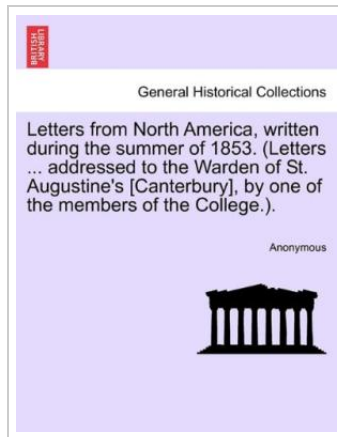 BRITISH
LIBRARY
General Historical Collections
Letters from North America, written
during the summer of 1853. (Letters
... addressed to the Warden of St.
Augustine's [Canterbury], by one of
the members of the College.).
Anonymous